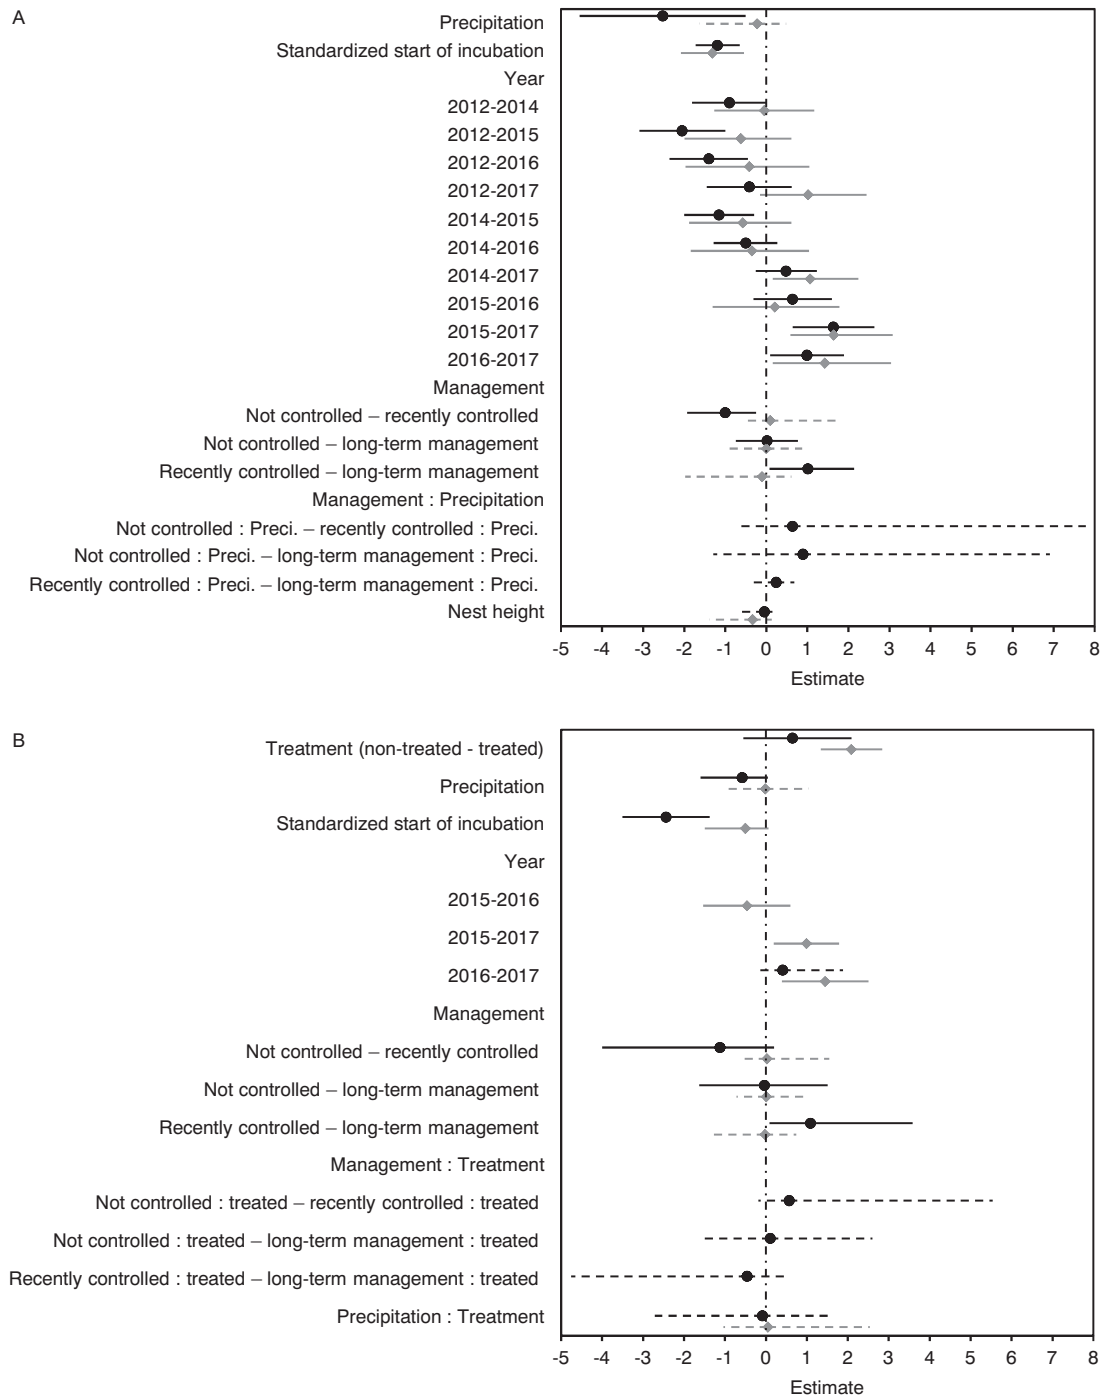 A
Precipitation
Standardized start of incubation
Year
2012-2014
2012-2015
2012-2016
2012-2017
2014-2015
2014-2016
2014-2017
2015-2016
2015-2017
2016-2017
Management
Not controlled – recently controlled
Not controlled – long-term management
Recently controlled – long-term management
Management : Precipitation
Not controlled : Preci. – recently controlled : Preci.
Not controlled : Preci. – long-term management : Preci.
Recently controlled : Preci. – long-term management : Preci.
Nest height
-5 -4 -3 -2 -1 0 1 2 3 4 5 6 7 8
Estimate
B
Treatment (non-treated - treated)
Precipitation
Standardized start of incubation
Year
2015-2016
2015-2017
2016-2017
Management
Not controlled – recently controlled
Not controlled – long-term management
Recently controlled – long-term management
Management : Treatment
Not controlled : treated – recently controlled : treated
Not controlled : treated – long-term management : treated
Recently controlled : treated – long-term management : treated
Precipitation : Treatment
-5 -4 -3 -2 -1 0 1 2 3 4 5 6 7 8
Estimate